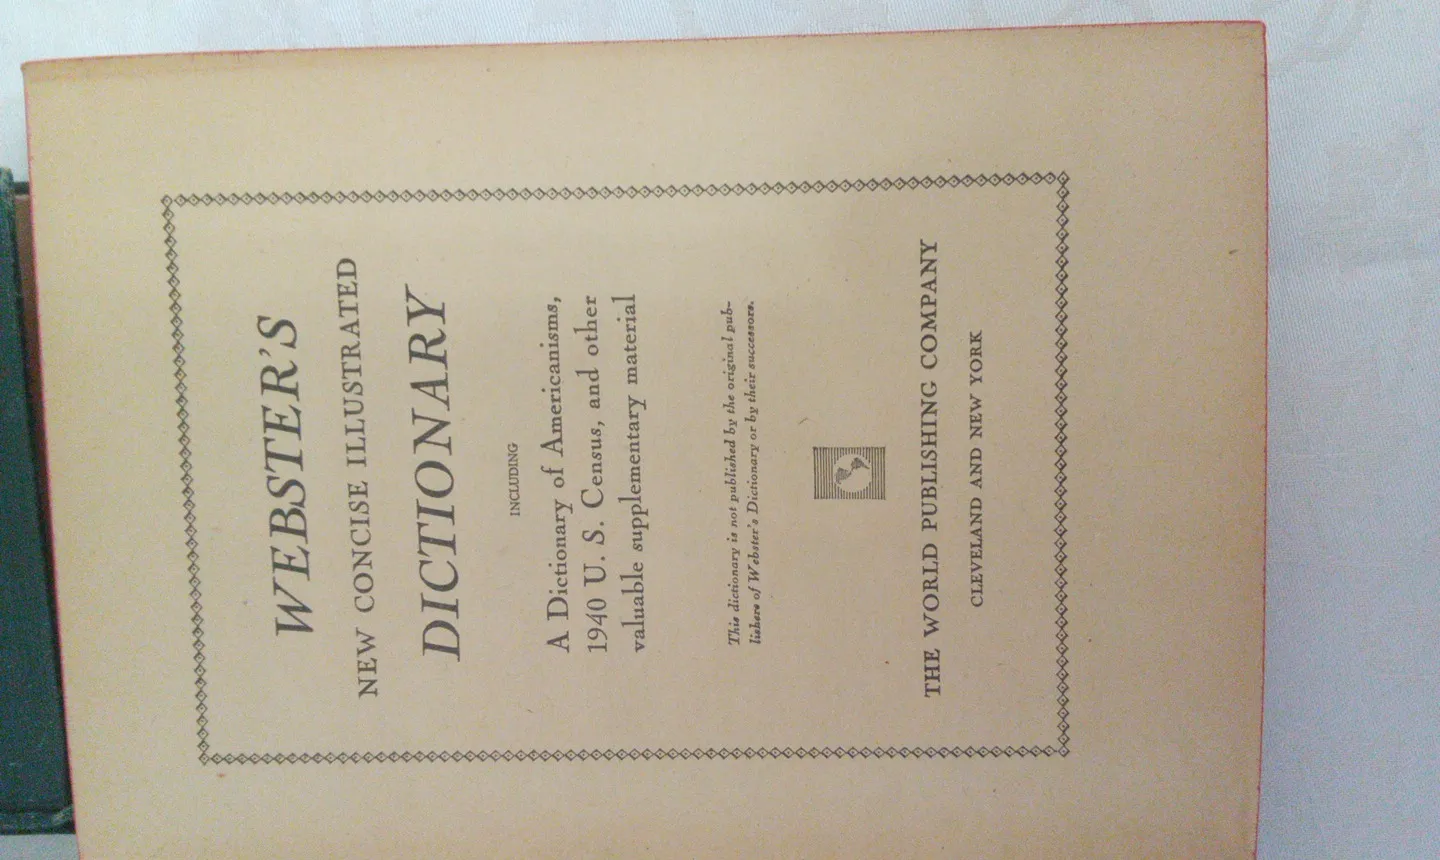 WEBSTER'S
NEW CONCISE ILLUSTRATED
DICTIONARY
INCLUDING
A Dictionary of Americanisms,
1940 U. S. Census, and other
valuable supplementary material
This dictionary is not published by the original pub-
lishers of Webster's Dictionary or by their successors.
THE WORLD PUBLISHING COMPANY
CLEVELAND AND NEW YORK